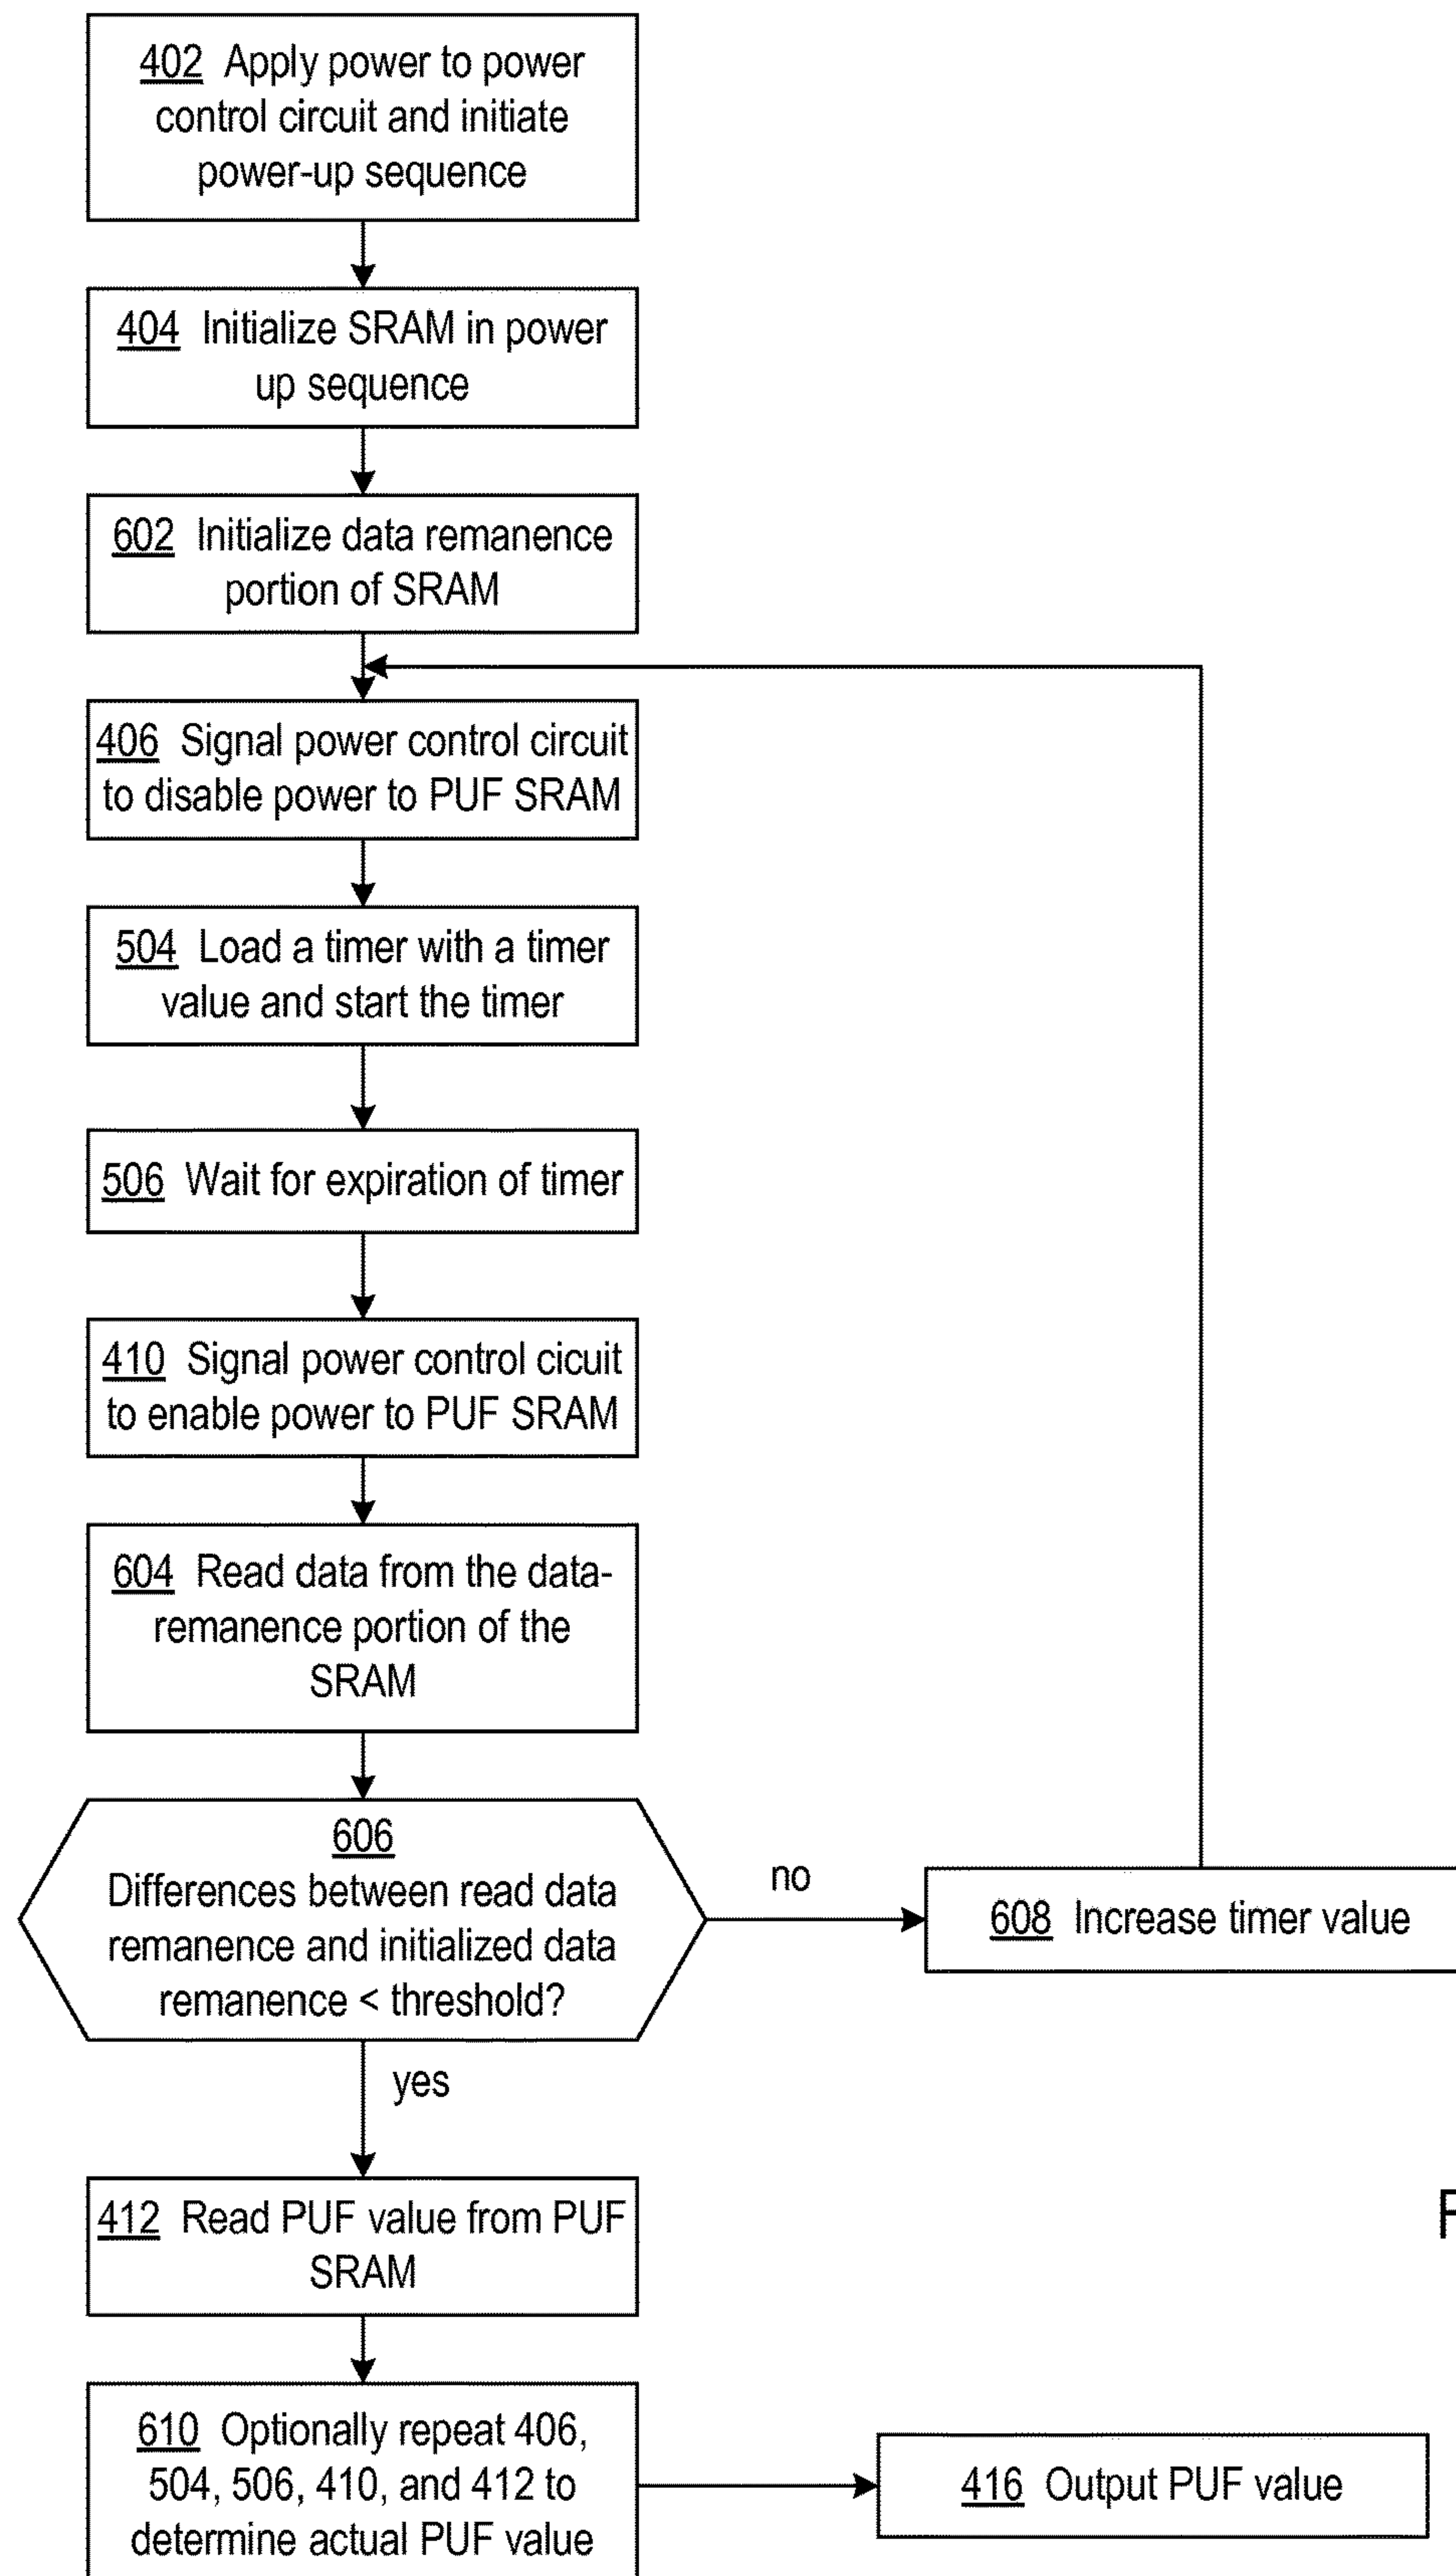 402 Apply power to power
control circuit and initiate
power-up sequence
404 Initialize SRAM in power
up sequence
602 Initialize data remanence
portion of SRAM
406 Signal power control circuit
to disable power to PUF SRAM
504 Load a timer with a timer
value and start the timer
506 Wait for expiration of timer
410 Signal power control cicuit
to enable power to PUF SRAM
604 Read data from the data-
remanence portion of the
SRAM
606
Differences between read data
remanence and initialized data
remanence < threshold?
no
608 Increase timer value
yes
412 Read PUF value from PUF
SRAM
610 Optionally repeat 406,
504, 506, 410, and 412 to
determine actual PUF value
416 Output PUF value